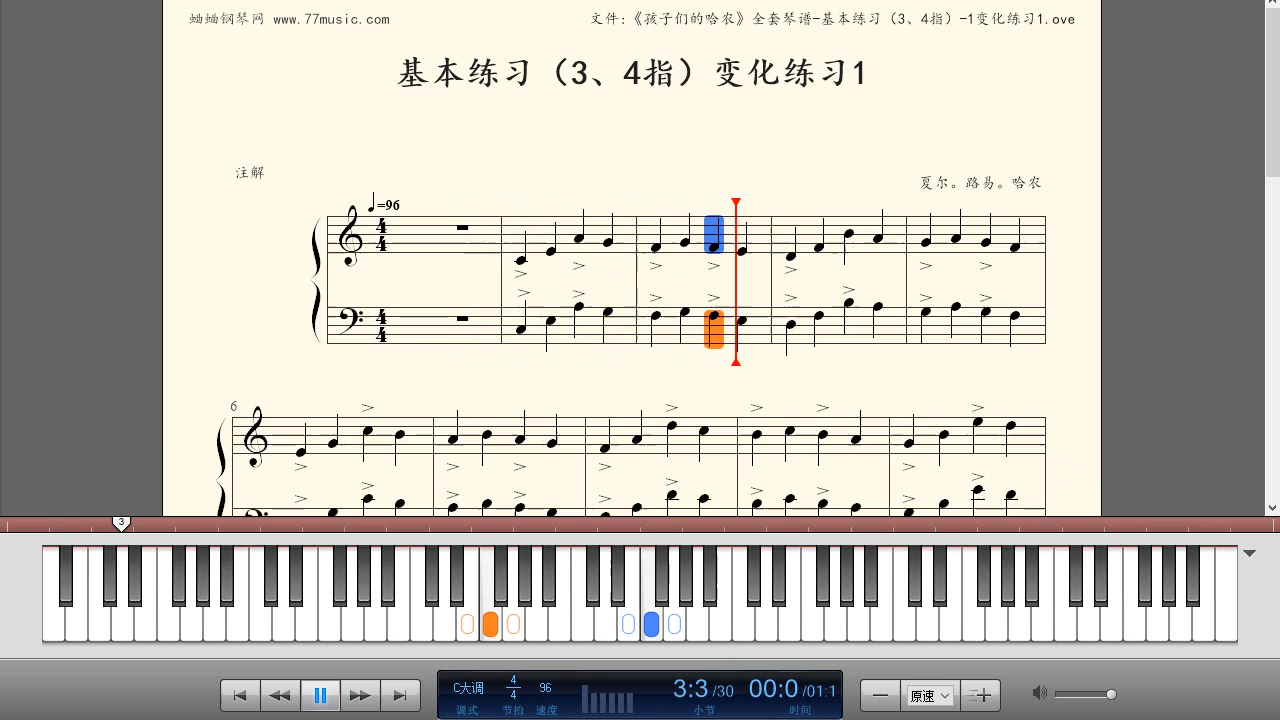 蛐蛐钢琴网 www.77music.com
文件:《孩子们的哈农》全套琴谱-基本练习（3、4指）-1变化练习1.ove
基本练习（3、4指）变化练习1
注解
夏尔。路易。哈农
=96
4
4
4
4
6
3
C大调 4/4 96 3:3 /30 00:0 /01:1 原速
调式 节拍 速度 小节 时间